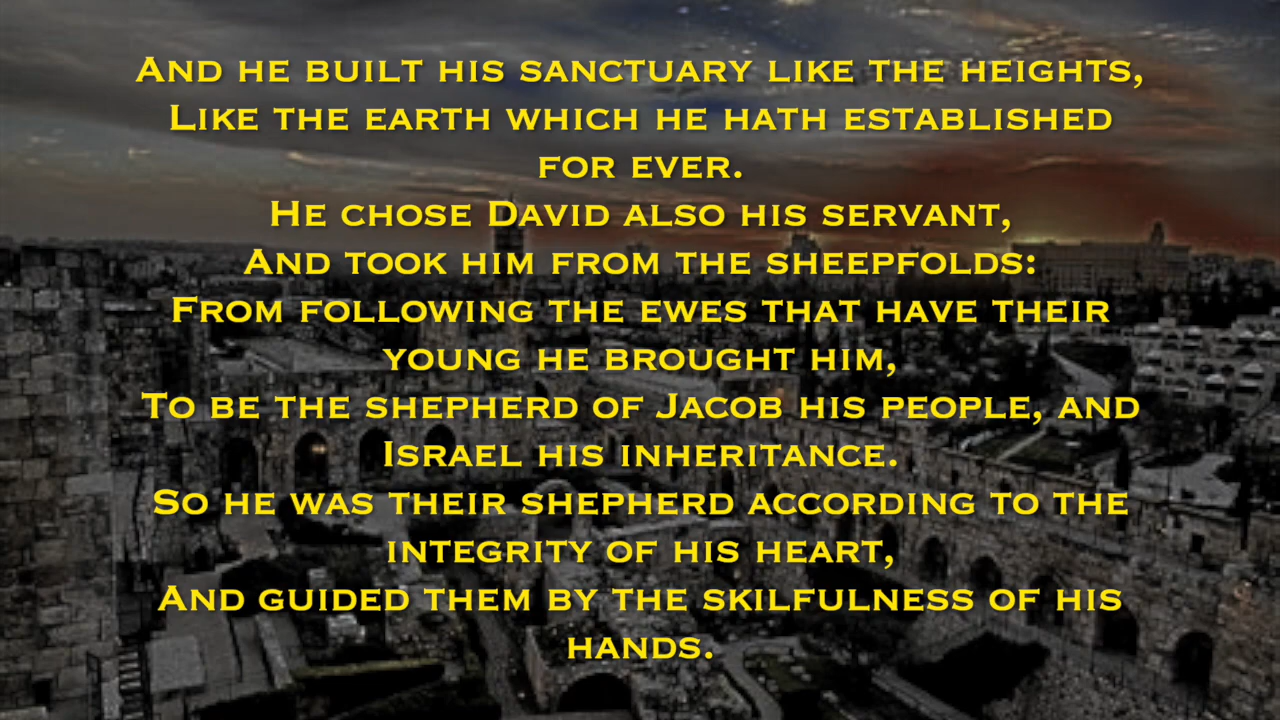 And he built his sanctuary like the heights,
Like the earth which he hath established
for ever.
He chose David also his servant,
And took him from the sheepfolds:
From following the ewes that have their
young he brought him,
To be the shepherd of Jacob his people, and
Israel his inheritance.
So he was their shepherd according to the
integrity of his heart,
And guided them by the skilfulness of his
hands.